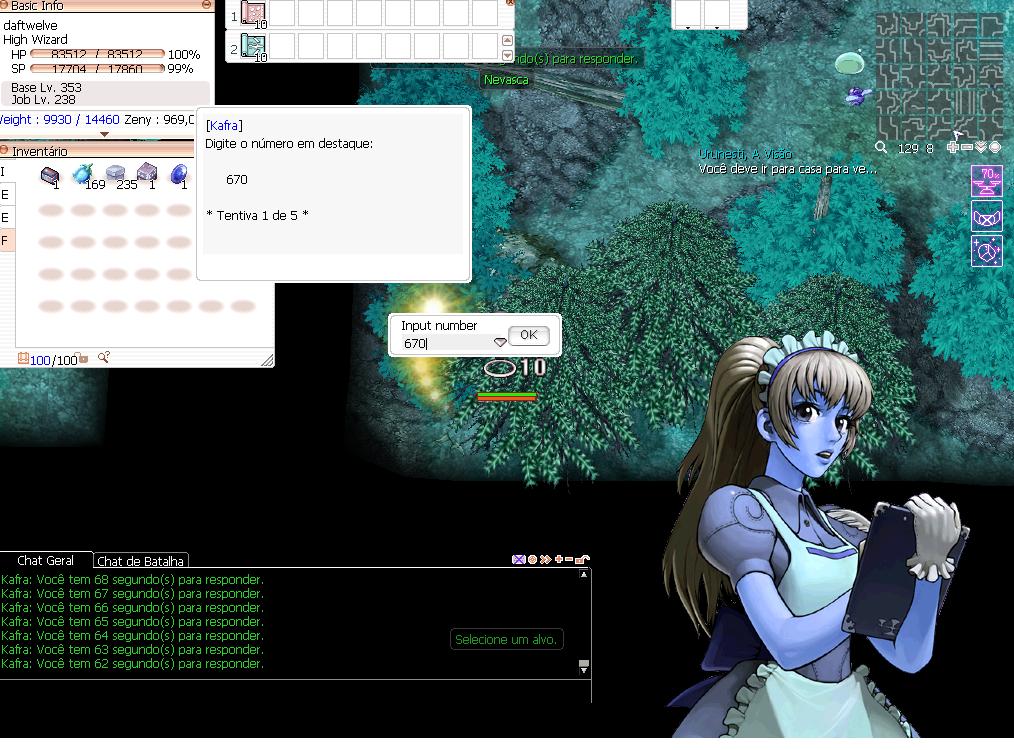 Basic Info
daftwelve
High Wizard
HP 83512 / 83512 100%
SP 17704 / 17860 99%
Base Lv. 353
Job Lv. 238
Weight : 9930 / 14460 Zeny : 969,0
1
10
2
10
ndo(s) para responder.
Nevasca
[Kafra]
Digite o número em destaque:
670
* Tentiva 1 de 5 *
Inventário
I
E
E
F
1 169 235 1 1
100/100
Input number
670
OK
10
Urunesti, A Visão
Você deve ir para casa para ve...
129 8
70%
Chat Geral
Chat de Batalha
Kafra: Você tem 68 segundo(s) para responder.
Kafra: Você tem 67 segundo(s) para responder.
Kafra: Você tem 66 segundo(s) para responder.
Kafra: Você tem 65 segundo(s) para responder.
Kafra: Você tem 64 segundo(s) para responder.
Kafra: Você tem 63 segundo(s) para responder.
Kafra: Você tem 62 segundo(s) para responder.
Selecione um alvo.